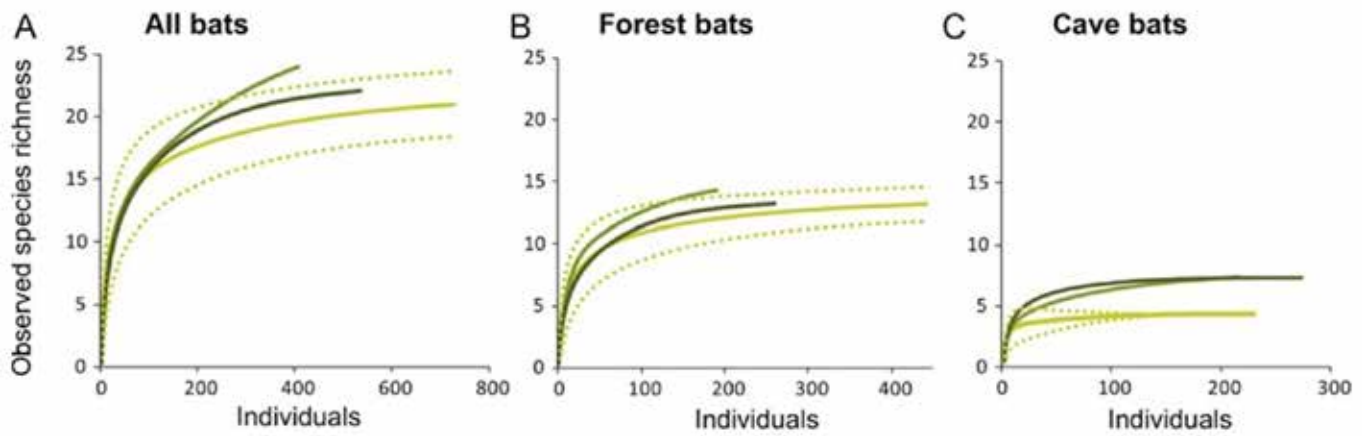 A All bats
Observed species richness
25
20
15
10
5
0
0 200 400 600 800
Individuals
B Forest bats
25
20
15
10
5
0
0 100 200 300 400
Individuals
C Cave bats
25
20
15
10
5
0
0 100 200 300
Individuals